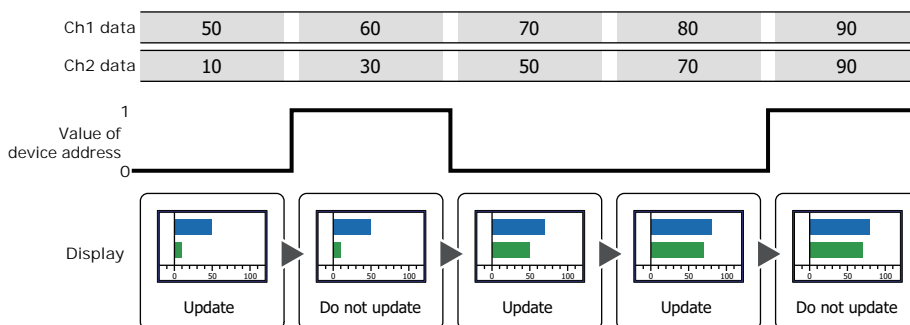 Ch1 data 50 60 70 80 90
Ch2 data 10 30 50 70 90
1
Value of
device address
0
Display
0 50 100 0 50 100 0 50 100 0 50 100 0 50 100
Update Do not update Update Update Do not update